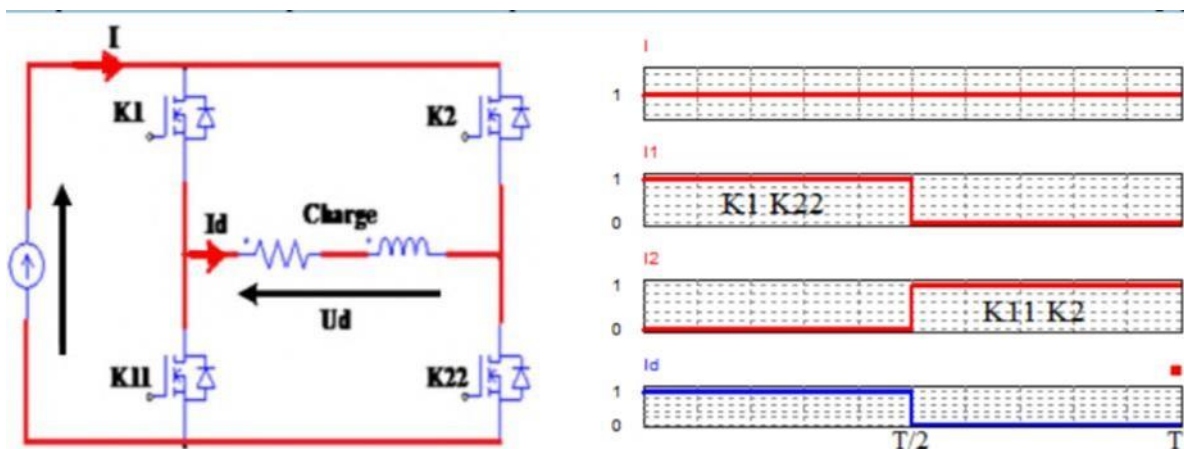 I
K1
K2
Id
Charge
Ud
K11
K22
I
1
I1
1
K1 K22
0
I2
1
K11 K2
0
Id
1
0
T/2
T